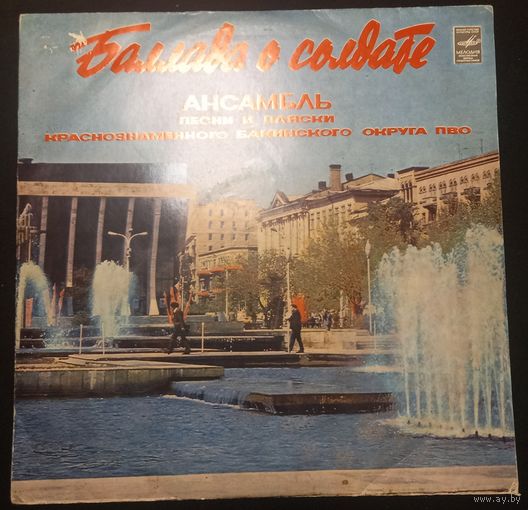 Баллада о солдате
АНСАМБЛЬ
ПЕСНИ И ПЛЯСКИ
КРАСНОЗНАМЕННОГО БАКИНСКОГО ОКРУГА ПВО
МЕЛОДИЯ
www.ay.by